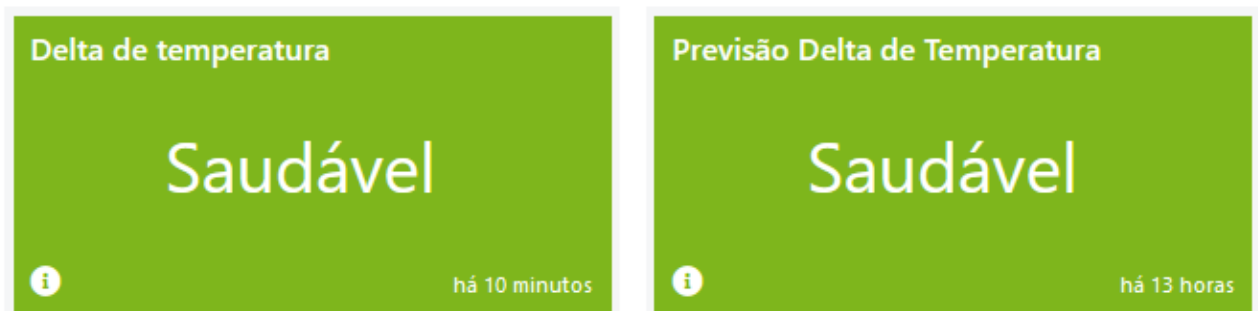 Delta de temperatura
Saudável
há 10 minutos
Previsão Delta de Temperatura
Saudável
há 13 horas